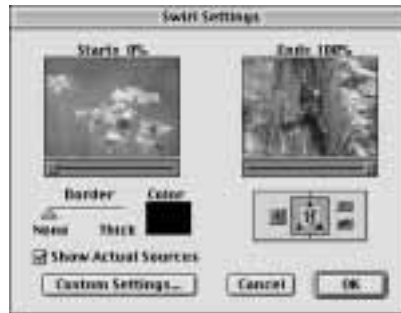 Swirl Settings
Start: 0%
End: 100%
Border
Color
None
Thick
Show Actual Sources
Custom Settings...
Cancel
OK